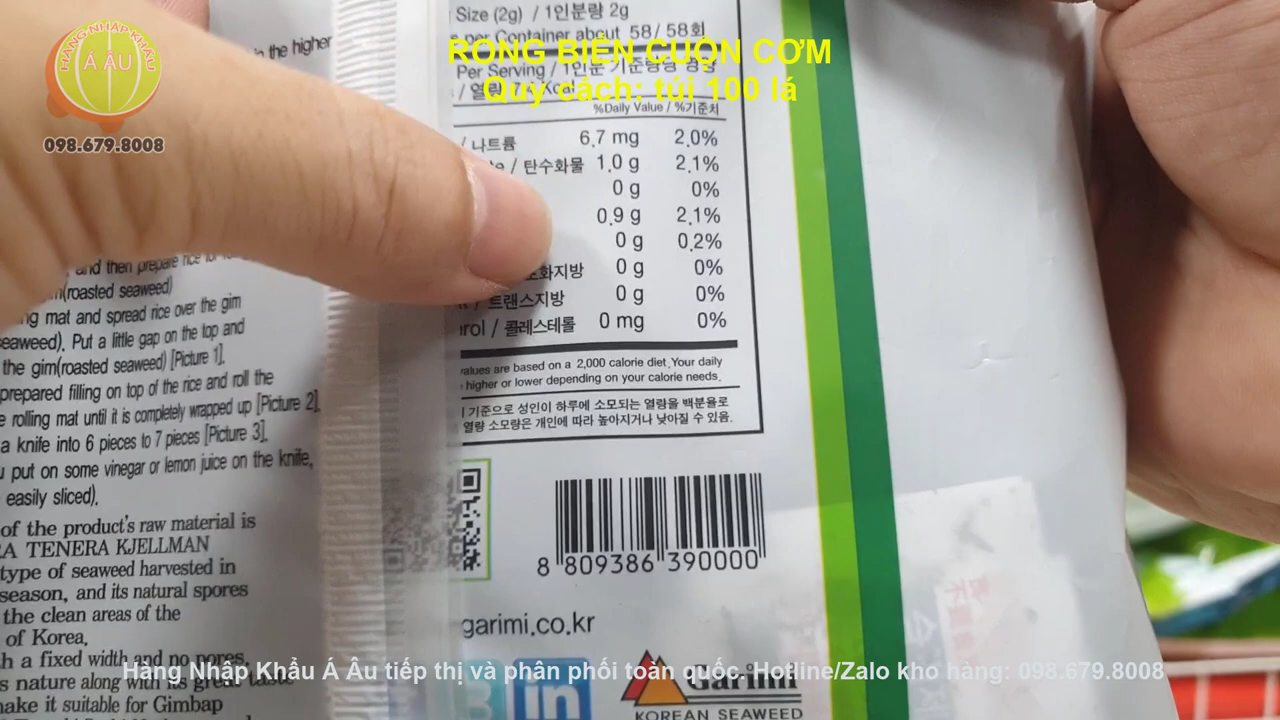 HÀNG NHẬP KHẨU
Á ÂU
098.679.8008
RONG BIỂN CUỘN CƠM
Quy cách: túi 100 lá
Size (2g) / 1인분량 2g
per Container about 58/ 58회
Per Serving / 1인분
/ 열량
%Daily Value / %기준치
/ 나트륨 6.7 mg 2.0%
/ 탄수화물 1.0 g 2.1%
0 g 0%
0.9 g 2.1%
0 g 0.2%
화지방 0 g 0%
/ 트랜스지방 0 g 0%
rol / 콜레스테롤 0 mg 0%
values are based on a 2,000 calorie diet. Your daily
higher or lower depending on your calorie needs.
기준으로 성인이 하루에 소모되는 열량을 백분율로
열량 소모량은 개인에 따라 높아지거나 낮아질 수 있음.
8 809386 390000
garimi.co.kr
in
Garimi
KOREAN SEAWEED
the higher
and then prepare rice
(roasted seaweed)
mat and spread rice over the gim
eaweed). Put a little gap on the top and
the gim(roasted seaweed) [Picture 1].
prepared filling on top of the rice and roll the
rolling mat until it is completely wrapped up [Picture 2].
a knife into 6 pieces to 7 pieces [Picture 3].
put on some vinegar or lemon juice on the knife,
easily sliced).
of the product's raw material is
TENERA KJELLMAN
type of seaweed harvested in
season, and its natural spores
the clean areas of the
of Korea.
a fixed width and no pores.
nature along with its great taste
make it suitable for Gimbap
Hàng Nhập Khẩu Á Âu tiếp thị và phân phối toàn quốc. Hotline/Zalo kho hàng: 098.679.8008